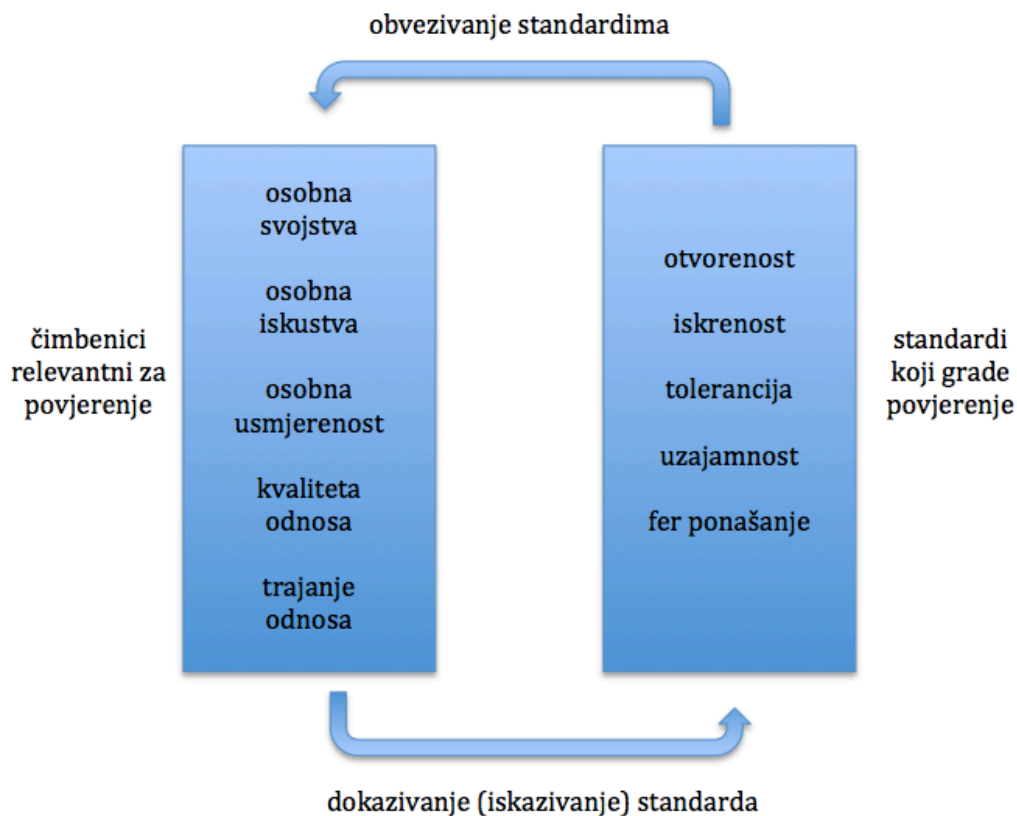 obvezivanje standardima
čimbenici
relevantni za
povjerenje
osobna
svojstva
osobna
iskustva
osobna
usmjerenost
kvaliteta
odnosa
trajanje
odnosa
otvorenost
iskrenost
tolerancija
uzajamnost
fer ponašanje
standardi
koji grade
povjerenje
dokazivanje (iskazivanje) standarda